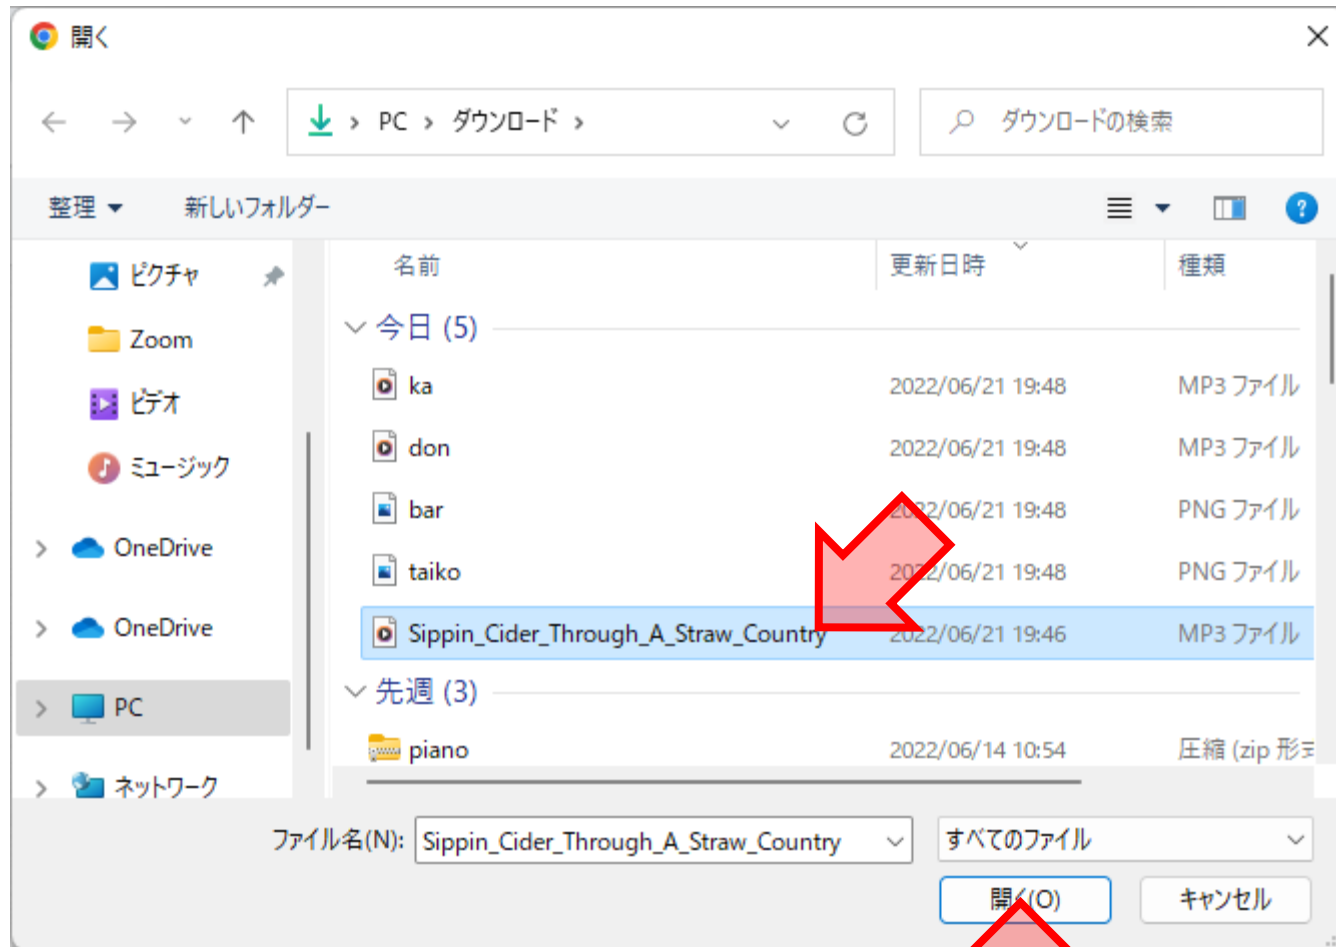 開く
PC › ダウンロード ›
ダウンロードの検索
整理
新しいフォルダー
ピクチャ
Zoom
ビデオ
ミュージック
OneDrive
OneDrive
PC
ネットワーク
名前 更新日時 種類
今日 (5)
ka 2022/06/21 19:48 MP3 ファイル
don 2022/06/21 19:48 MP3 ファイル
bar 2022/06/21 19:48 PNG ファイル
taiko 2022/06/21 19:48 PNG ファイル
Sippin_Cider_Through_A_Straw_Country 2022/06/21 19:46 MP3 ファイル
先週 (3)
piano 2022/06/14 10:54 圧縮 (zip 形式
ファイル名(N): Sippin_Cider_Through_A_Straw_Country すべてのファイル
開く(O) キャンセル